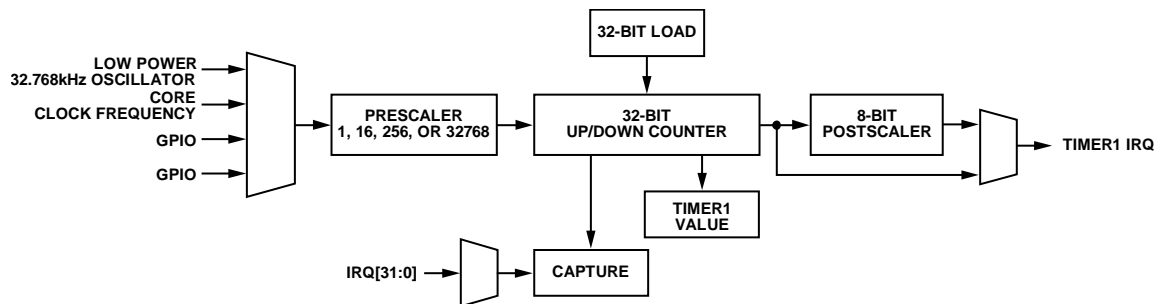 32-BIT LOAD
LOW POWER
32.768kHz OSCILLATOR
CORE
CLOCK FREQUENCY
GPIO
GPIO
PRESCALER
1, 16, 256, OR 32768
32-BIT
UP/DOWN COUNTER
8-BIT
POSTSCALER
TIMER1 IRQ
TIMER1
VALUE
IRQ[31:0]
CAPTURE